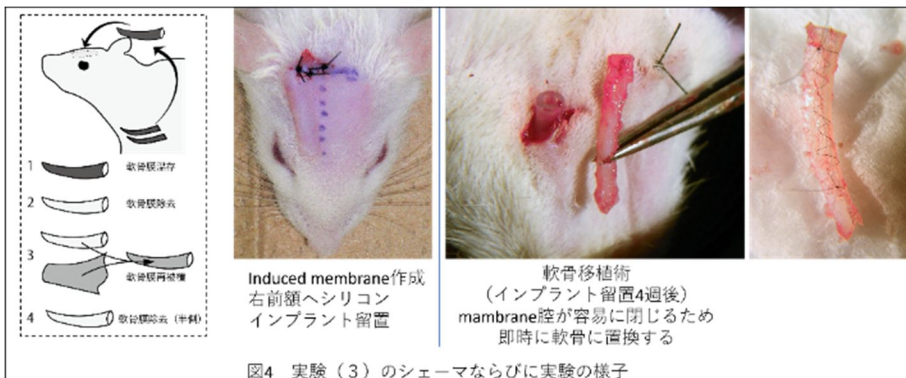 1 軟骨膜温存
2 軟骨膜除去
3
軟骨膜再被覆
4 軟骨膜除去（半側）
Induced membrane作成
右前額へシリコン
インプラント留置
軟骨移植術
（インプラント留置4週後）
mambrane腔が容易に閉じるため
即時に軟骨に置換する
図4 実験（3）のシェーマならびに実験の様子